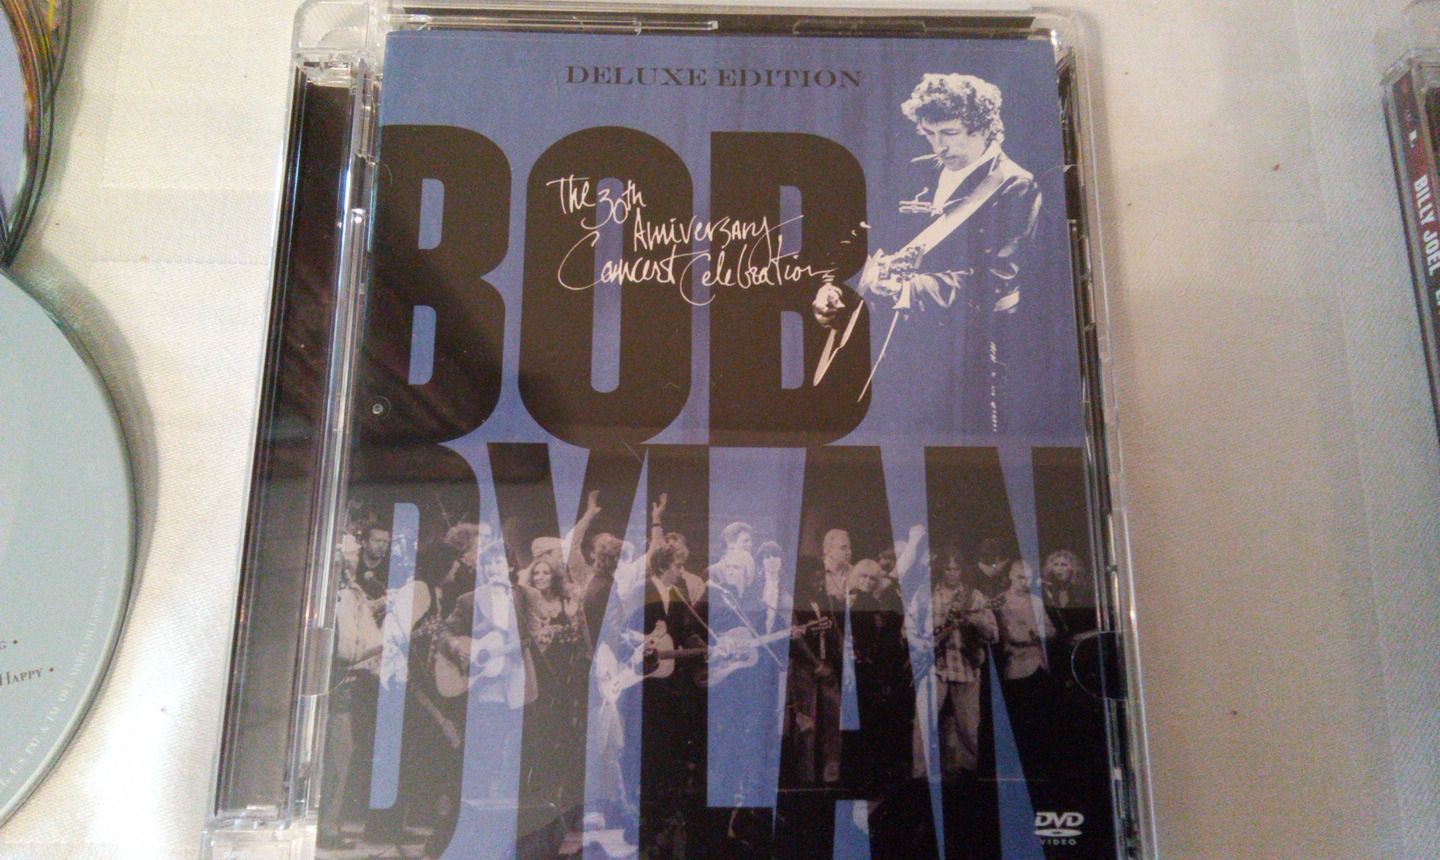 DELUXE EDITION
BOB
The 30th
Anniversary
Concert Celebration
DYLAN
DVD
VIDEO
BILLY JOEL
HAPPY •